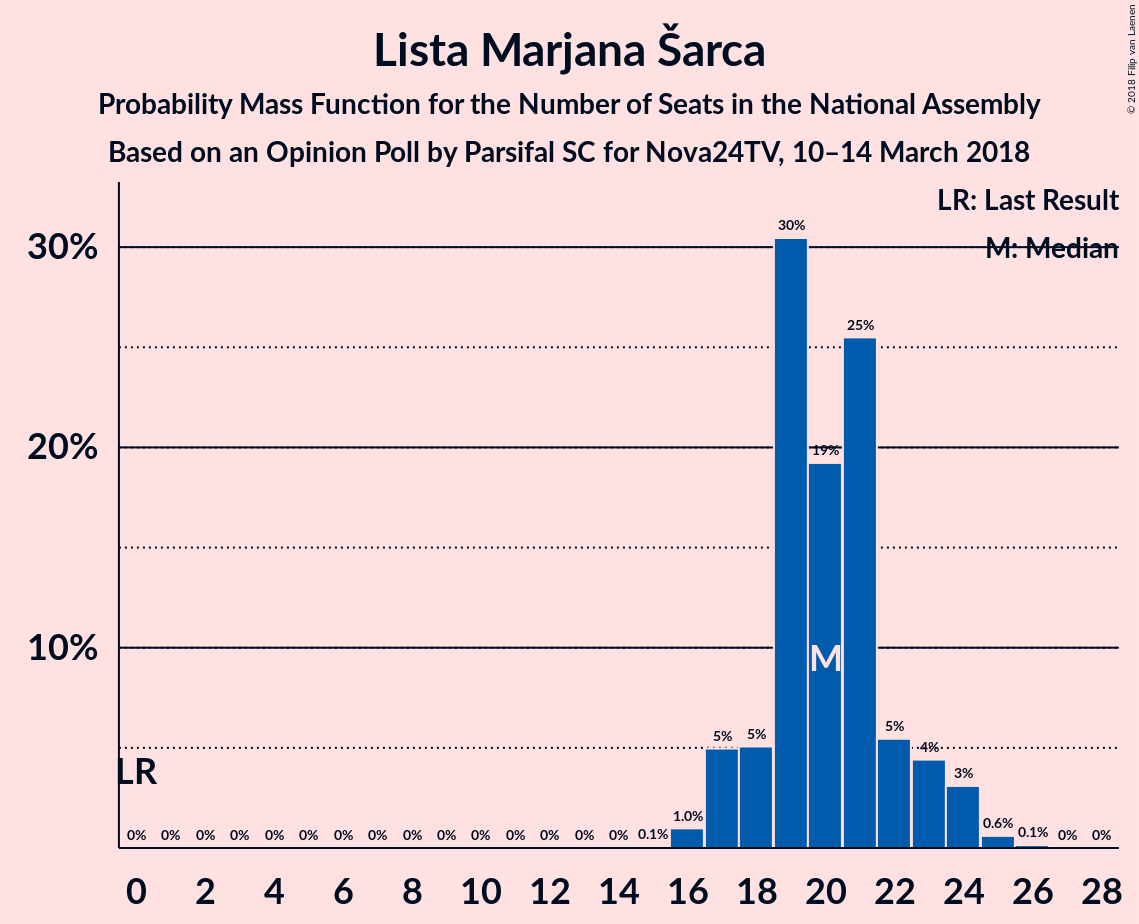 Lista Marjana Šarca
Probability Mass Function for the Number of Seats in the National Assembly
Based on an Opinion Poll by Parsifal SC for Nova24TV, 10–14 March 2018
© 2018 Filip van Laenen
LR: Last Result
M: Median
30%
20%
10%
LR
M
0% 0% 0% 0% 0% 0% 0% 0% 0% 0% 0% 0% 0% 0% 0% 0.1% 1.0% 5% 5% 30% 19% 25% 5% 4% 3% 0.6% 0.1% 0% 0%
0 2 4 6 8 10 12 14 16 18 20 22 24 26 28